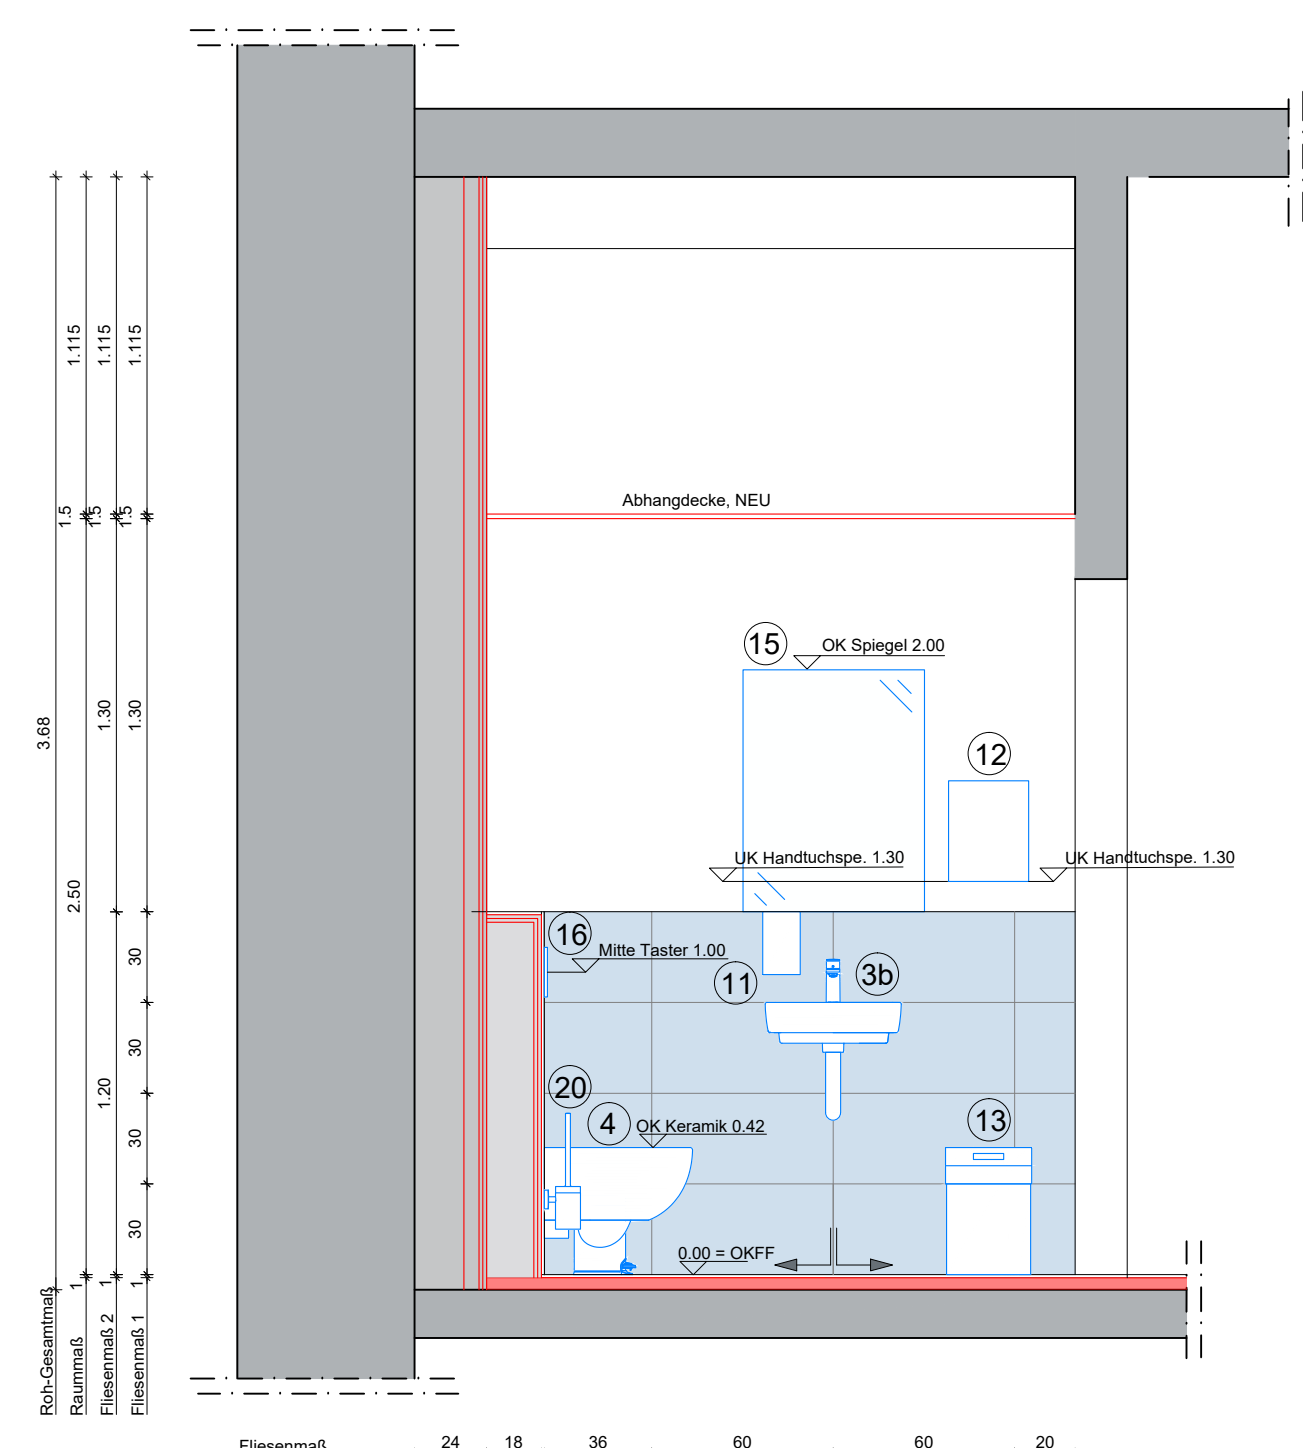 Abhangdecke, NEU
15
OK Spiegel 2.00
12
UK Handtuchspe. 1.30
UK Handtuchspe. 1.30
16
Mitte Taster 1.00
11
3b
20
4
OK Keramik 0.42
13
0.00 = OKFF
3.68
Roh-Gesamtmaß
1.115
1.5
2.50
1
Raummaß
1.115
1.5
1.30
1.20
1
Fliesenmaß 2
1.115
1.5
1.30
30
30
30
30
1
Fliesenmaß 1
Fliesenmaß 24 18 36 60 60 20